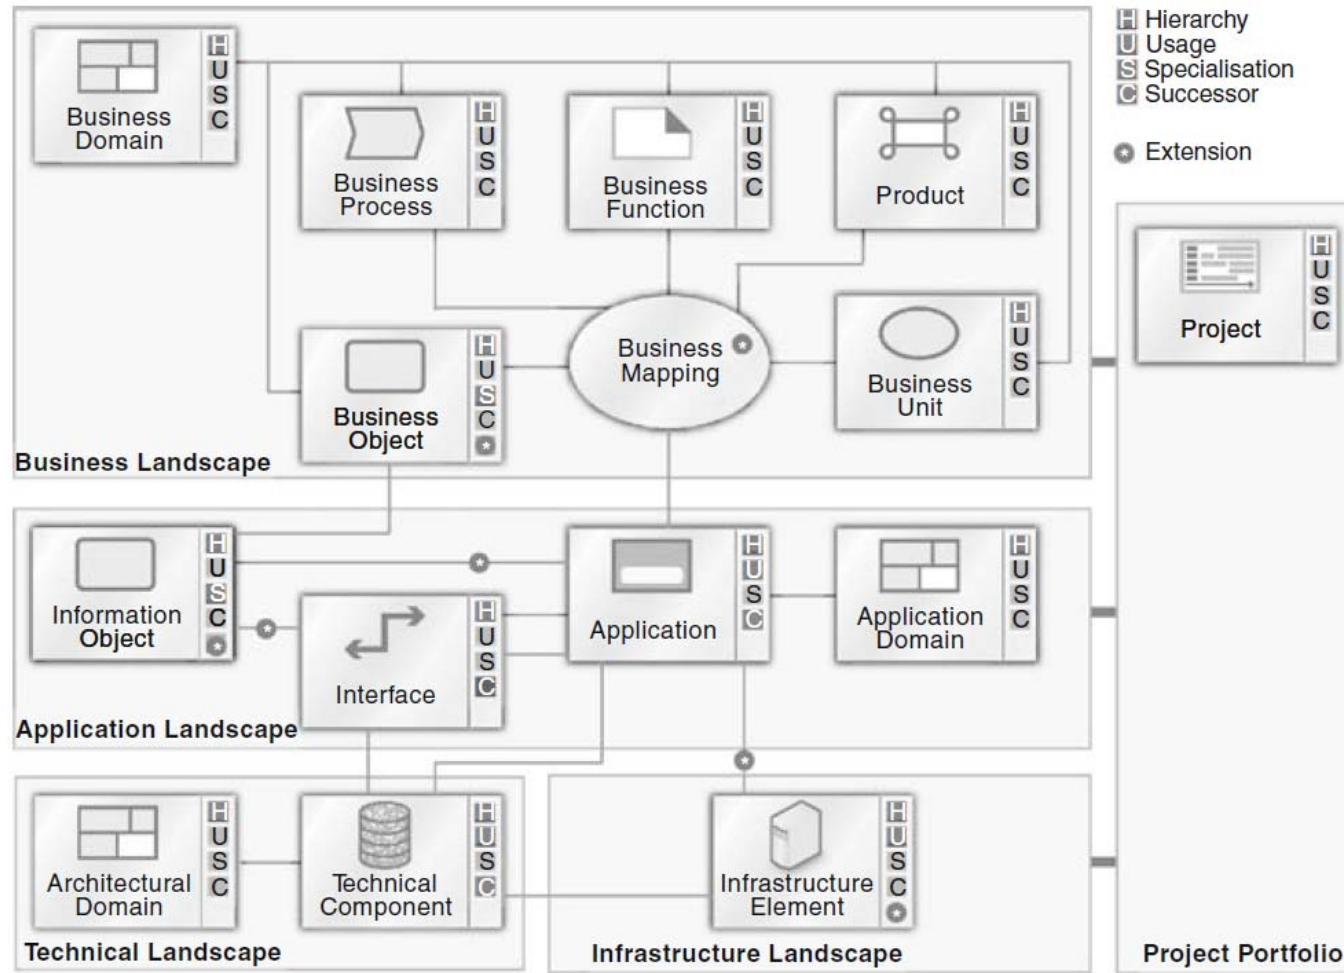 H Hierarchy
U Usage
S Specialisation
C Successor
Extension
Business
Domain
H
U
S
C
Business
Process
H
U
S
C
Business
Function
H
U
S
C
Product
H
U
S
C
Project
H
U
S
C
Business
Object
H
U
S
C
Business
Mapping
Business
Unit
H
U
S
C
Business Landscape
Information
Object
H
U
S
C
Interface
H
U
S
C
Application
H
U
S
C
Application
Domain
H
U
S
C
Application Landscape
Architectural
Domain
H
U
S
C
Technical
Component
H
U
S
C
Infrastructure
Element
H
U
S
C
Technical Landscape
Infrastructure Landscape
Project Portfolio